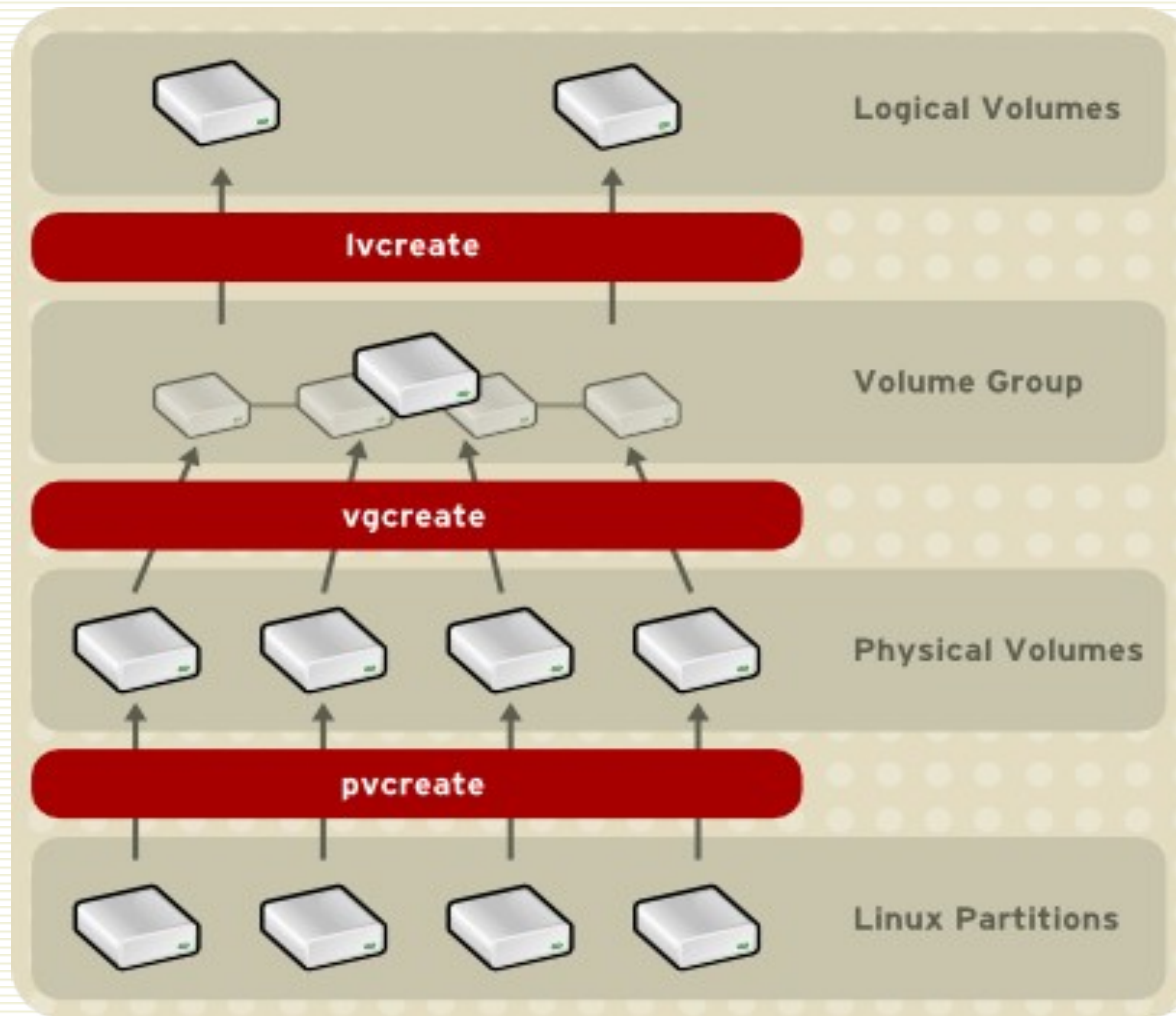 Logical Volumes
lvcreate
Volume Group
vgcreate
Physical Volumes
pvcreate
Linux Partitions